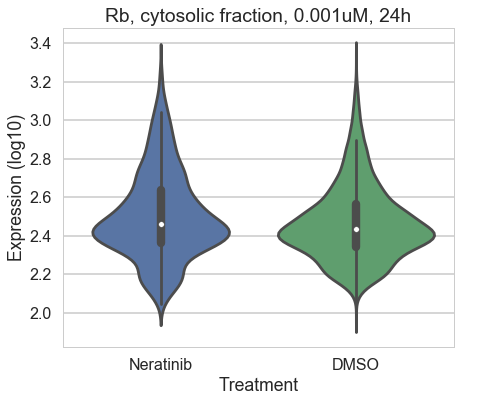 Rb, cytosolic fraction, 0.001uM, 24h
Expression (log10)
3.4
3.2
3.0
2.8
2.6
2.4
2.2
2.0
Neratinib
DMSO
Treatment